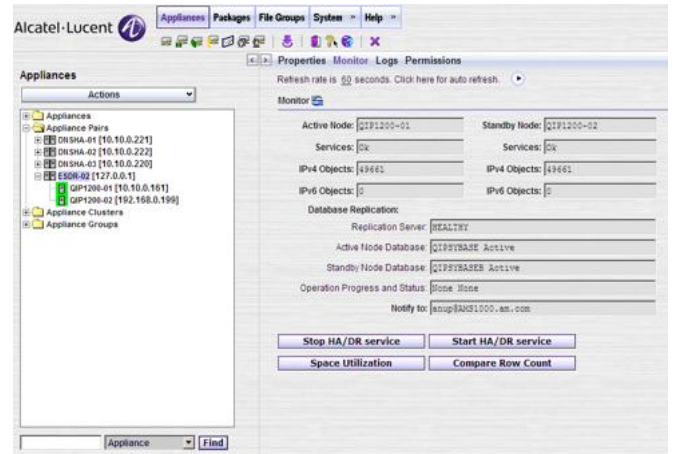 Alcatel·Lucent
Appliances Packages File Groups System » Help »
Properties Monitor Logs Permissions
Refresh rate is 60 seconds. Click here for auto refresh.
Appliances
Actions
Monitor
Appliances
Appliance Pairs
DNSHA-01 [10.10.0.221]
DNSHA-02 [10.10.0.222]
DNSHA-03 [10.10.0.220]
ESDR-02 [127.0.0.1]
QIP1200-01 [10.10.0.161]
QIP1200-02 [192.168.0.199]
Appliance Clusters
Appliance Groups
Active Node: QIP1200-01 Standby Node: QIP1200-02
Services: Ok Services: Ok
IPv4 Objects: 49661 IPv4 Objects: 49661
IPv6 Objects: 0 IPv6 Objects: 0
Database Replication:
Replication Server: HEALTHY
Active Node Database: QIPSYBASE Active
Standby Node Database: QIPSYBASEB Active
Operation Progress and Status: None None
Notify to: anup@AMS1000.am.com
Stop HA/DR service Start HA/DR service
Space Utilization Compare Row Count
Appliance Find